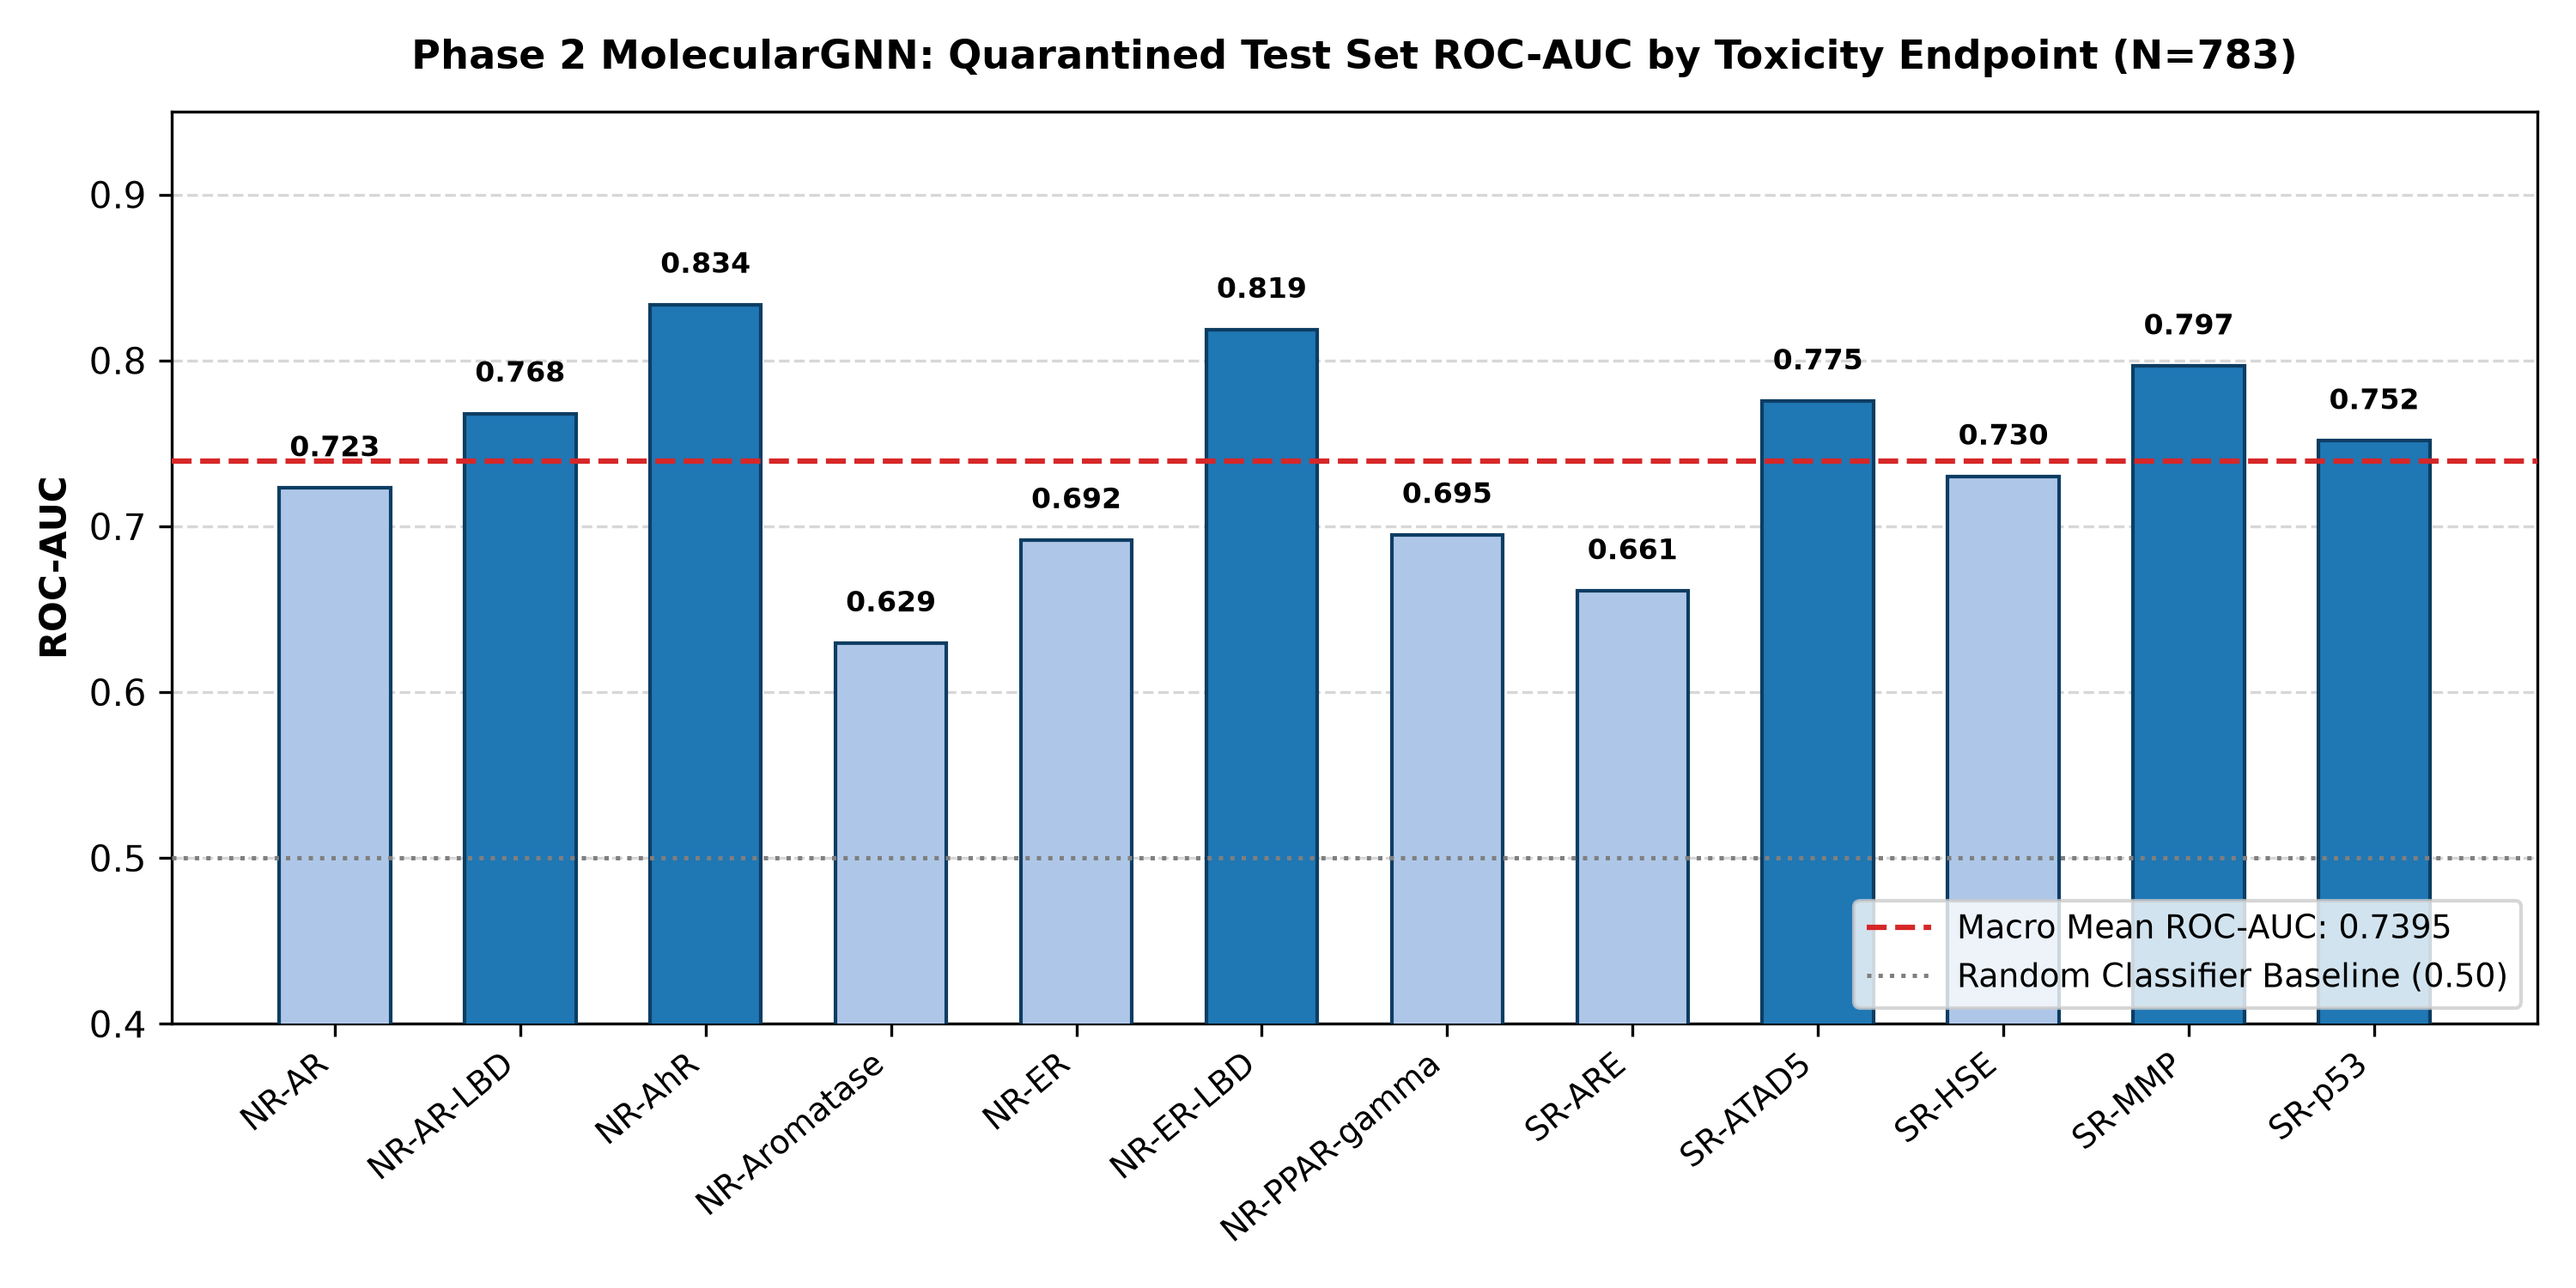 Phase 2 MolecularGNN: Quarantined Test Set ROC-AUC by Toxicity Endpoint (N=783)
ROC-AUC
0.9
0.8
0.7
0.6
0.5
0.4
0.723
0.768
0.834
0.629
0.692
0.819
0.695
0.661
0.775
0.730
0.797
0.752
Macro Mean ROC-AUC: 0.7395
Random Classifier Baseline (0.50)
NR-AR
NR-AR-LBD
NR-AhR
NR-Aromatase
NR-ER
NR-ER-LBD
NR-PPAR-gamma
SR-ARE
SR-ATAD5
SR-HSE
SR-MMP
SR-p53